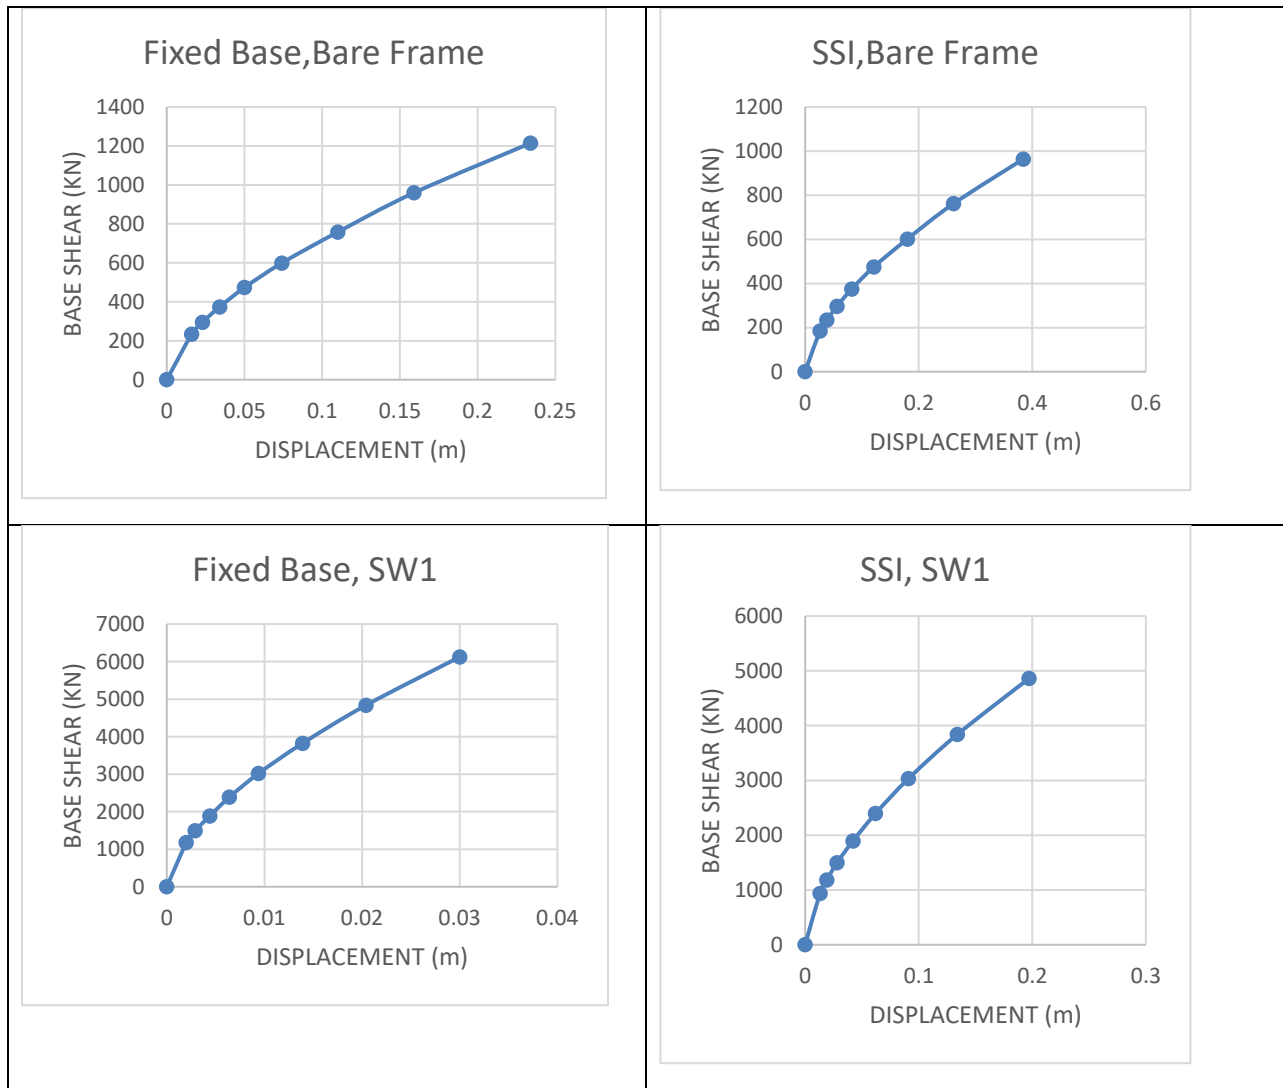 Fixed Base,Bare Frame
1400
1200
1000
800
600
400
200
0
BASE SHEAR (KN)
0 0.05 0.1 0.15 0.2 0.25
DISPLACEMENT (m)
SSI,Bare Frame
1200
1000
800
600
400
200
0
BASE SHEAR (KN)
0 0.2 0.4 0.6
DISPLACEMENT (m)
Fixed Base, SW1
7000
6000
5000
4000
3000
2000
1000
0
BASE SHEAR (KN)
0 0.01 0.02 0.03 0.04
DISPLACEMENT (m)
SSI, SW1
6000
5000
4000
3000
2000
1000
0
BASE SHEAR (KN)
0 0.1 0.2 0.3
DISPLACEMENT (m)